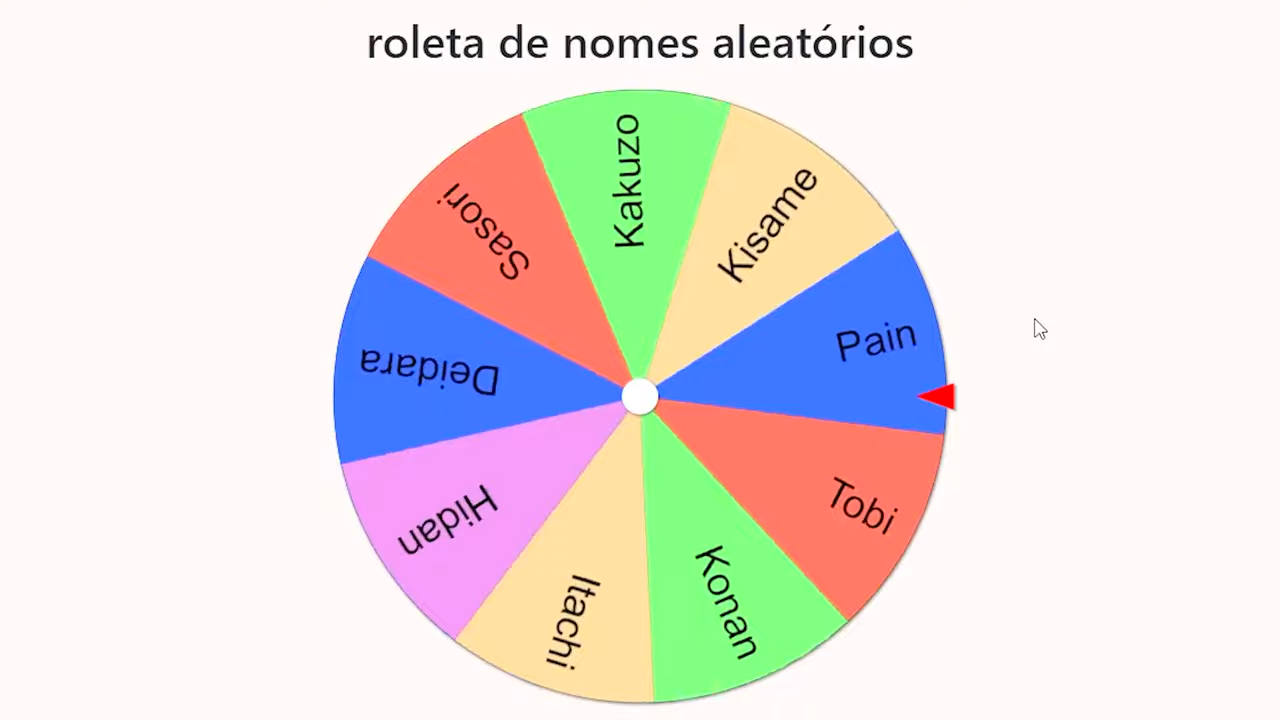 roleta de nomes aleatórios
Kakuzo
Kisame
Pain
Tobi
Konan
Itachi
Hidan
Deidara
Sasori